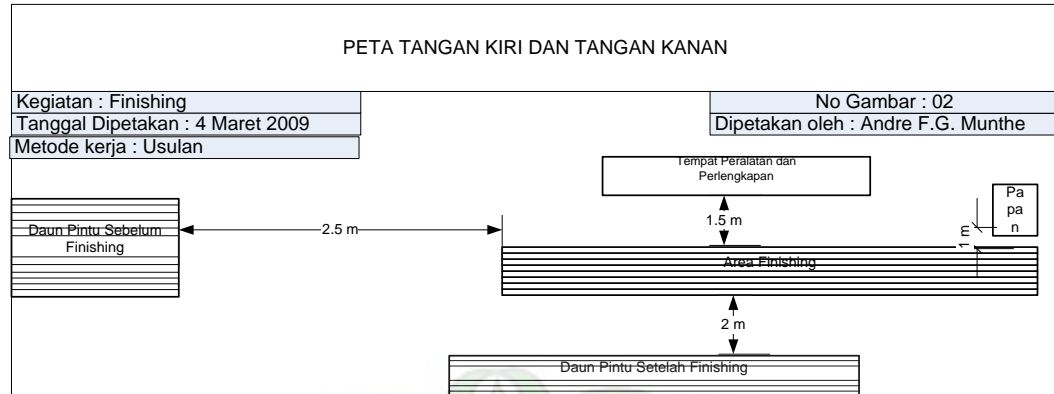 PETA TANGAN KIRI DAN TANGAN KANAN
Kegiatan : Finishing
No Gambar : 02
Tanggal Dipetakan : 4 Maret 2009
Dipetakan oleh : Andre F.G. Munthe
Metode kerja : Usulan
Tempat Peralatan dan
Perlengkapan
Pa
pa
n
Daun Pintu Sebelum
Finishing
2.5 m
1.5 m
1 m
Area Finishing
2 m
Daun Pintu Setelah Finishing